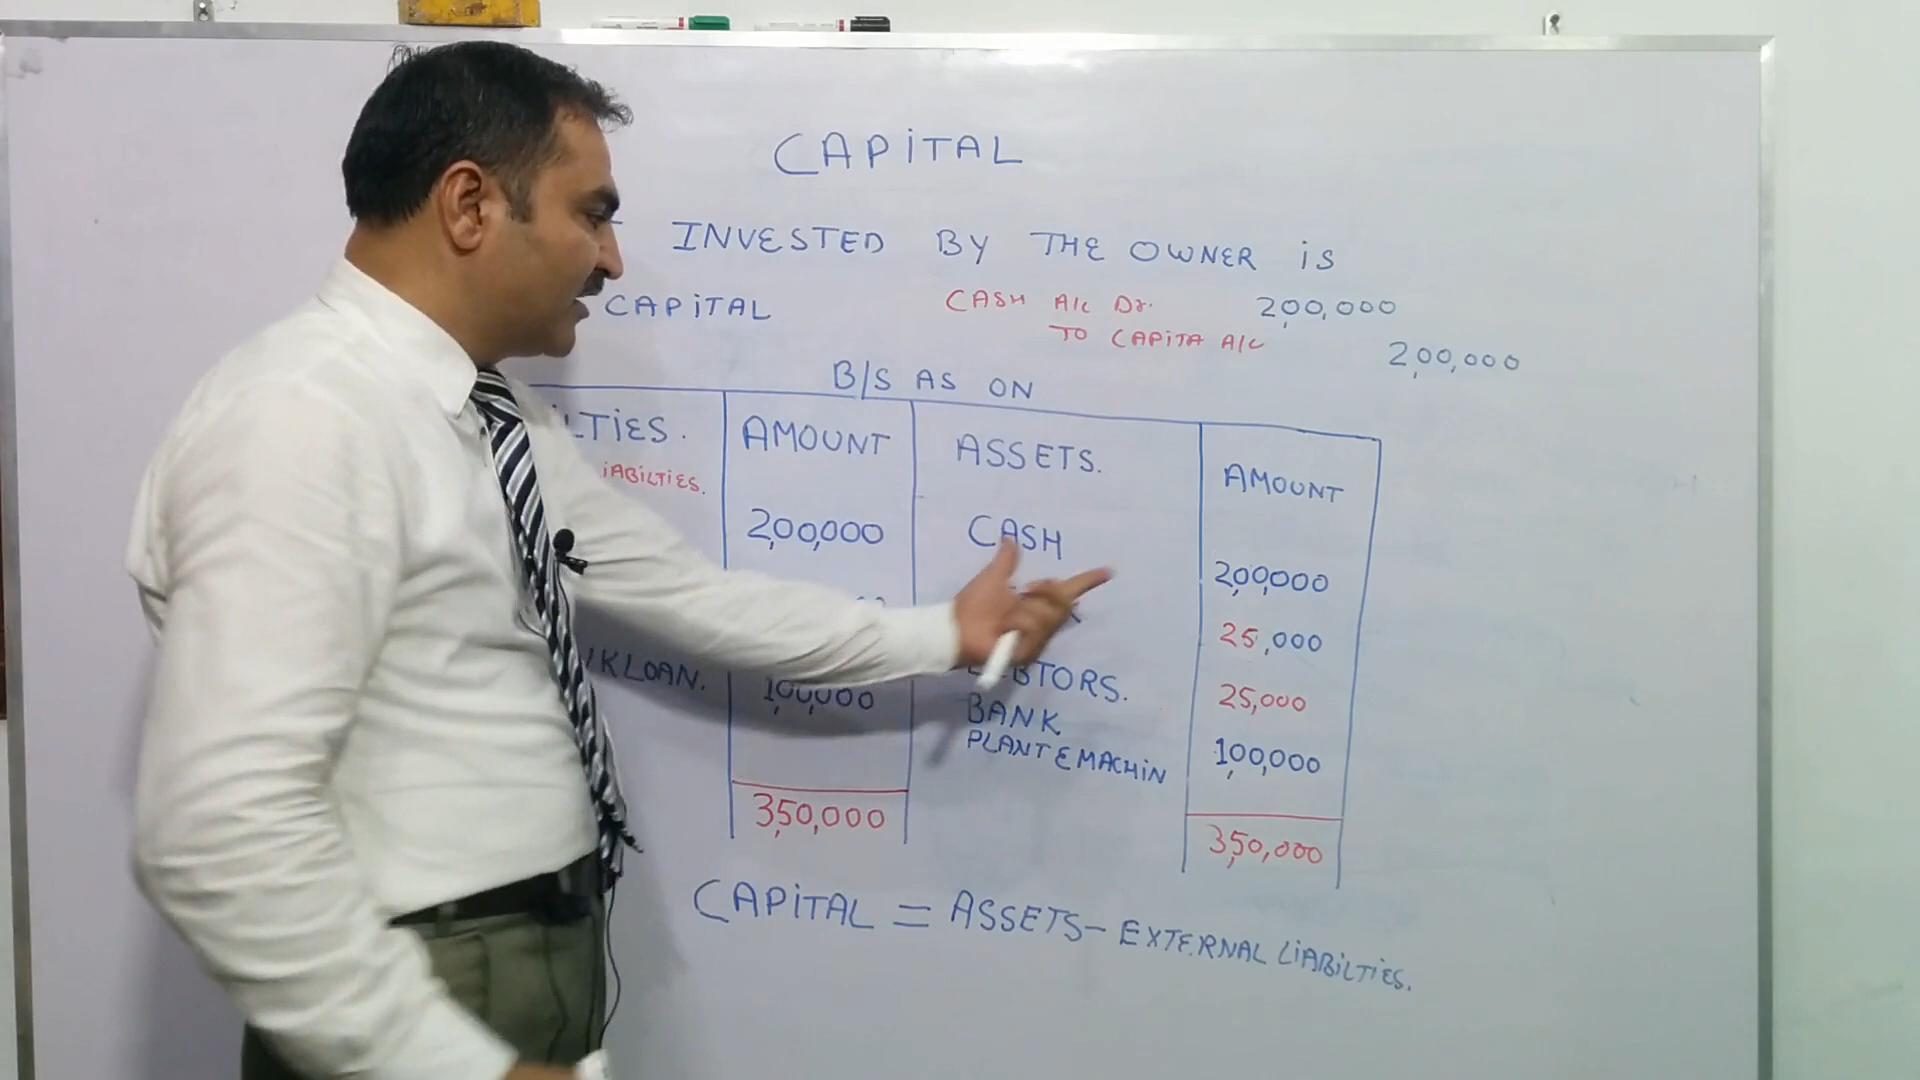 CAPITAL
INVESTED BY THE OWNER is
CAPITAL
CASH A/c Dr. 200,000
TO CAPITA A/c 200,000
B/S AS ON
AMOUNT ASSETS. AMOUNT
200,000 CASH 200,000
25,000
LOAN. 100,000 25,000
BANK
PLANT & MACHIN 100,000
350,000 350,000
CAPITAL = ASSETS - EXTERNAL LIABILTIES.